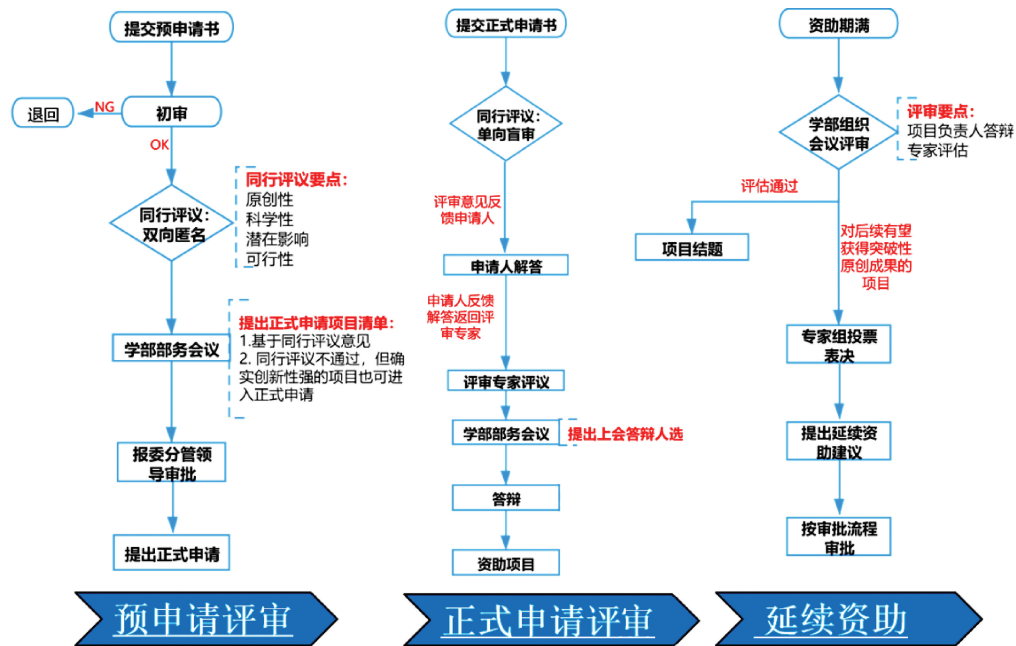 提交预申请书
初审
NG
退回
OK
同行评议：
双向匿名
同行评议要点：
原创性
科学性
潜在影响
可行性
学部部务会议
提出正式申请项目清单：
1.基于同行评议意见
2. 同行评议不通过，但确
实创新性强的项目也可进
入正式申请
报委分管领
导审批
提出正式申请
预申请评审
提交正式申请书
同行评议：
单向盲审
评审意见反
馈申请人
申请人解答
申请人反馈
解答返回评
审专家
评审专家评议
学部部务会议
提出上会答辩人选
答辩
资助项目
正式申请评审
资助期满
学部组织
会议评审
评审要点：
项目负责人答辩
专家评估
评估通过
项目结题
对后续有望
获得突破性
原创成果的
项目
专家组投票
表决
提出延续资
助建议
按审批流程
审批
延续资助